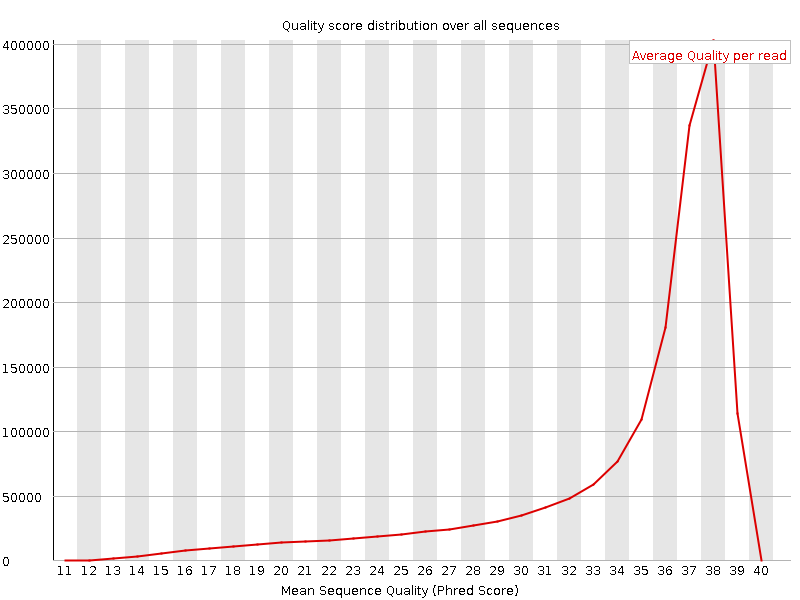 Quality score distribution over all sequences
400000
Average Quality per read
350000
300000
250000
200000
150000
100000
50000
0
11 12 13 14 15 16 17 18 19 20 21 22 23 24 25 26 27 28 29 30 31 32 33 34 35 36 37 38 39 40
Mean Sequence Quality (Phred Score)